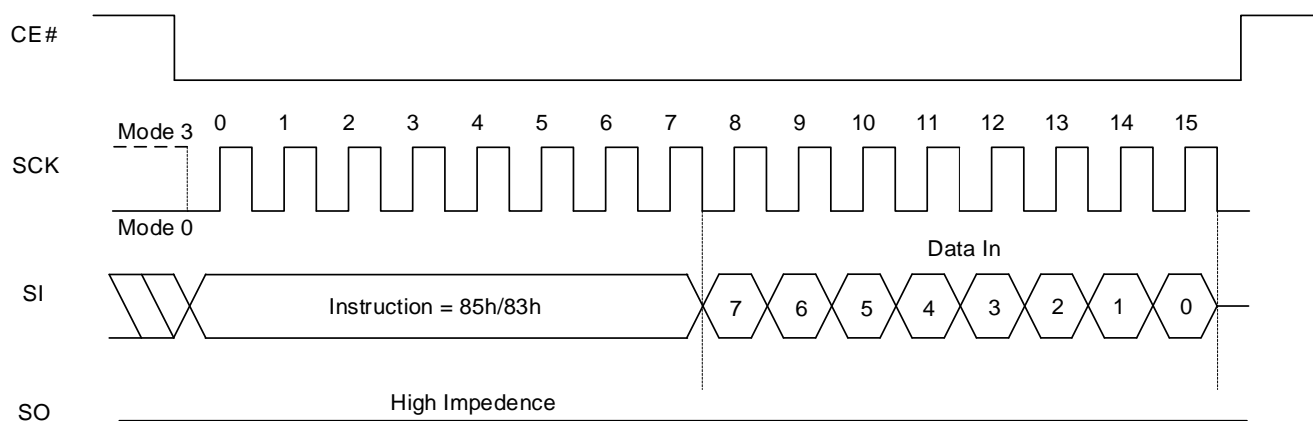 CE#
Mode 3 0 1 2 3 4 5 6 7 8 9 10 11 12 13 14 15
SCK
Mode 0
Data In
SI
Instruction = 85h/83h 7 6 5 4 3 2 1 0
High Impedence
SO